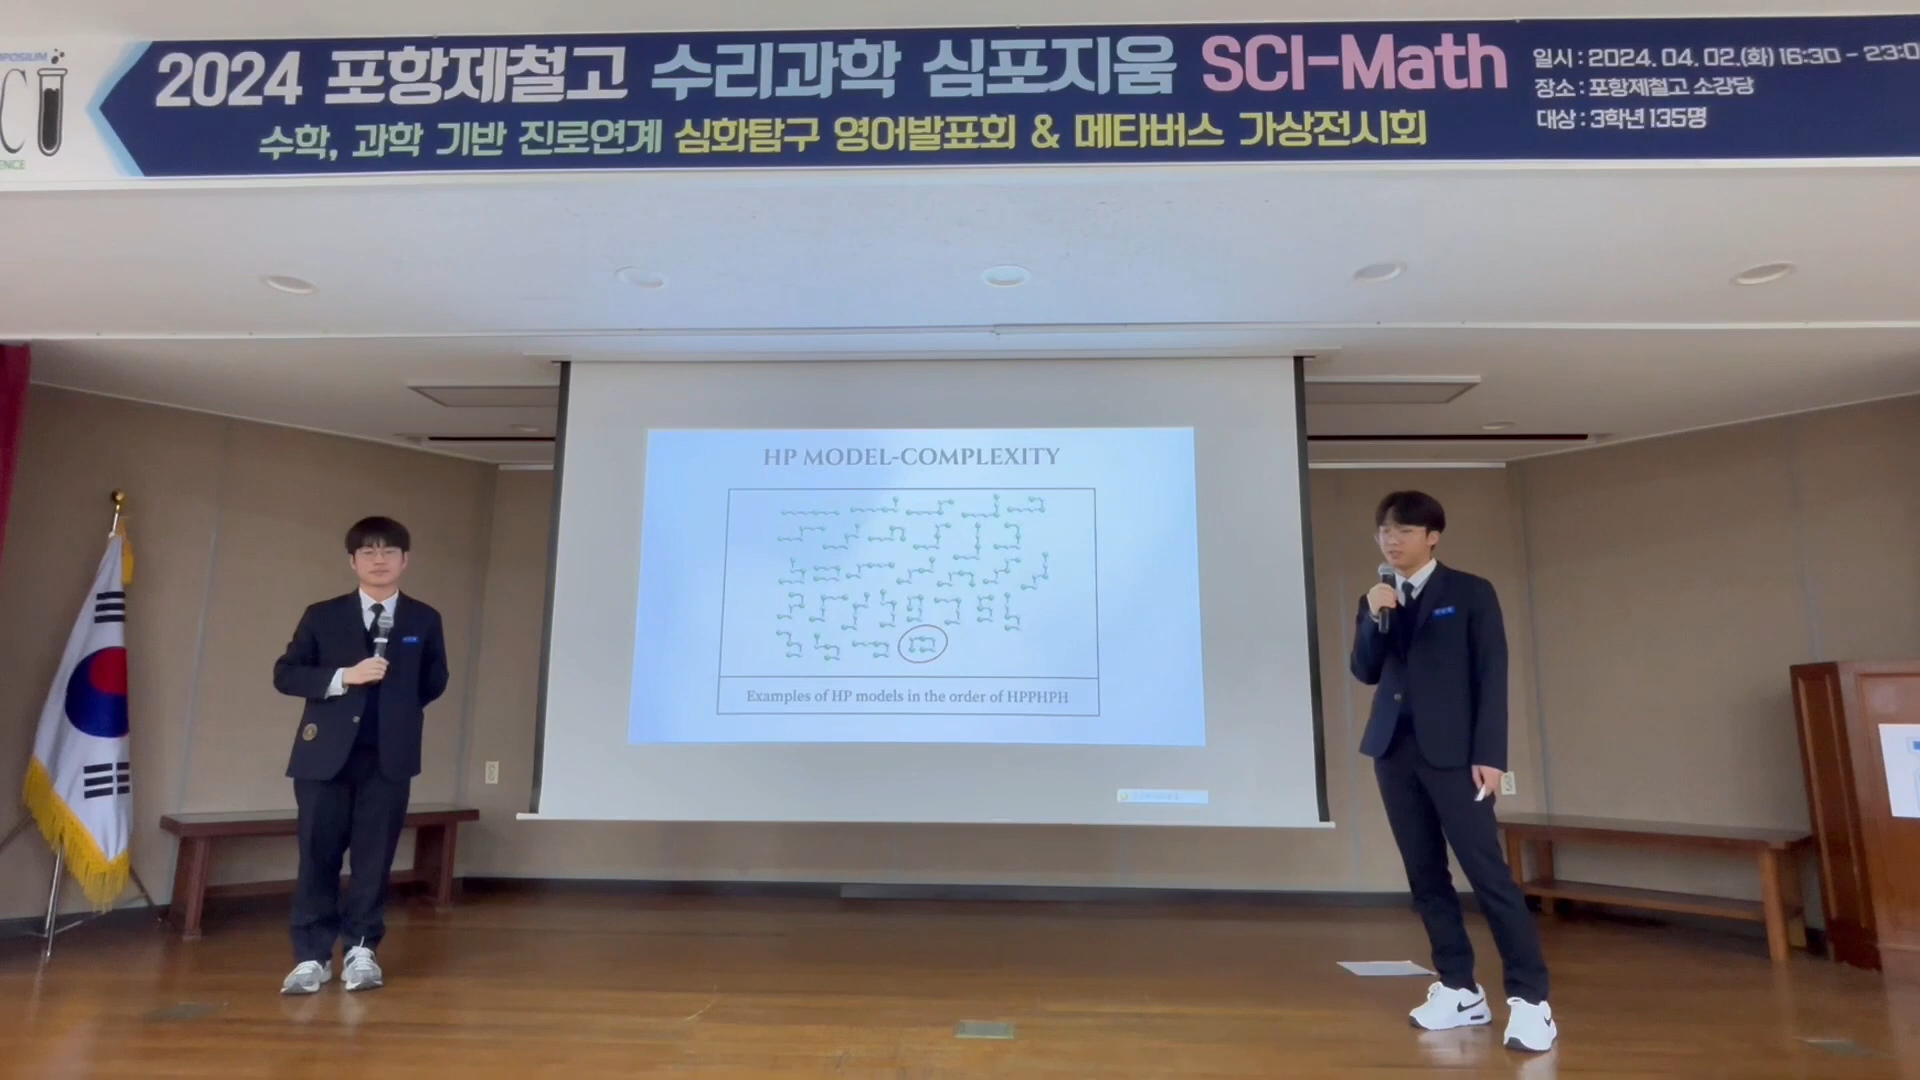 2024 포항제철고 수리과학 심포지움 SCI-Math
수학, 과학 기반 진로연계 심화탐구 영어발표회 & 메타버스 가상전시회
일시 : 2024. 04. 02.(화) 16:30 - 23:0
장소 : 포항제철고 소강당
대상 : 3학년 135명
MPOSIUM
CI
ENCE
HP MODEL-COMPLEXITY
Examples of HP models in the order of HPPHPH